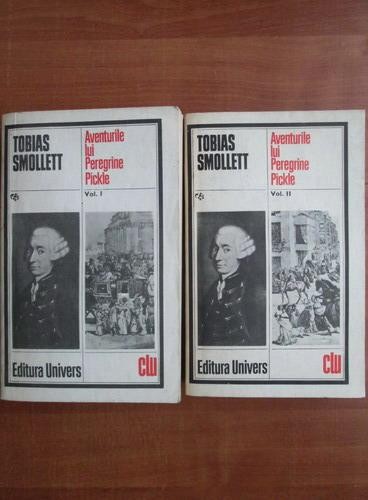 TOBIAS
SMOLLETT
Aventurile
lui
Peregrine
Pickle
Vol. I
Editura Univers
clu
TOBIAS
SMOLLETT
Aventurile
lui
Peregrine
Pickle
Vol. II
Editura Univers
clu